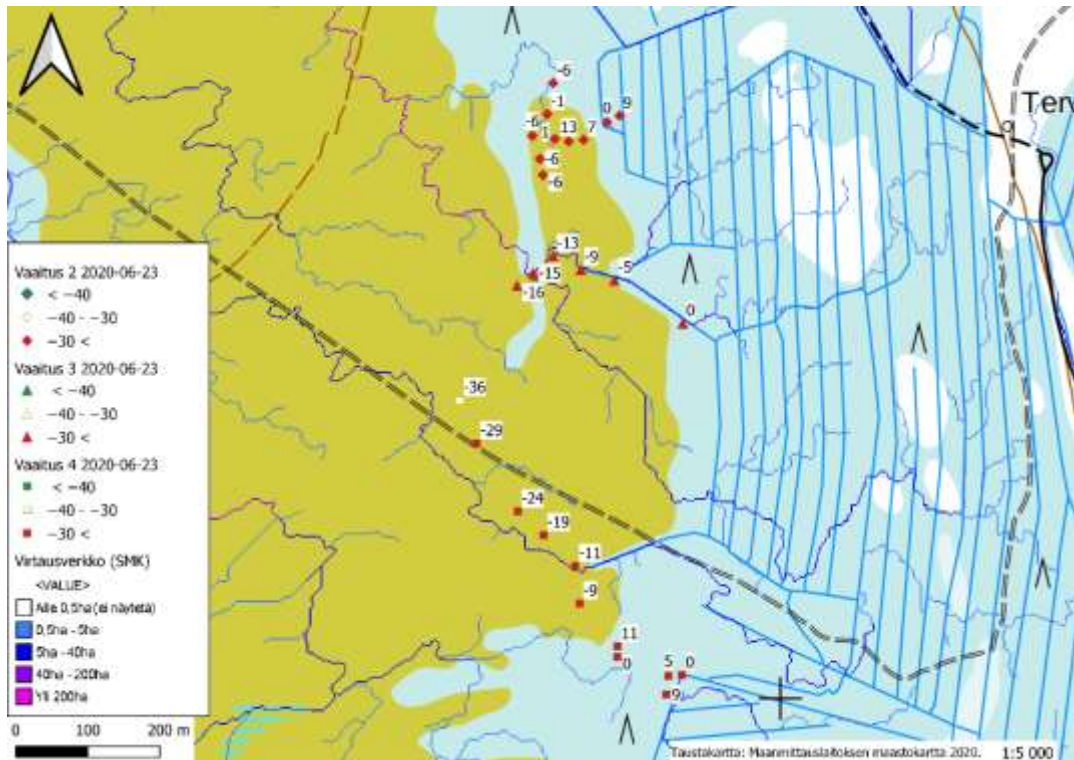 -6
-1
0
9
-6
1
13
7
-6
-6
Terv
-13
-9
-5
-15
-16
0
-36
-29
-24
-19
-11
-9
11
0
5
0
9
Vaaitus 2 2020-06-23
< −40
−40 - −30
−30 <
Vaaitus 3 2020-06-23
< −40
−40 - −30
−30 <
Vaaitus 4 2020-06-23
< −40
−40 - −30
−30 <
Virtausverkko (SMK)
<VALUE>
Alle 0,5ha (ei näytetä)
0,5ha - 5ha
5ha - 40ha
40ha - 200ha
Yli 200ha
0 100 200 m
Taustakartta: Maanmittauslaitoksen maastokartta 2020.
1:5 000